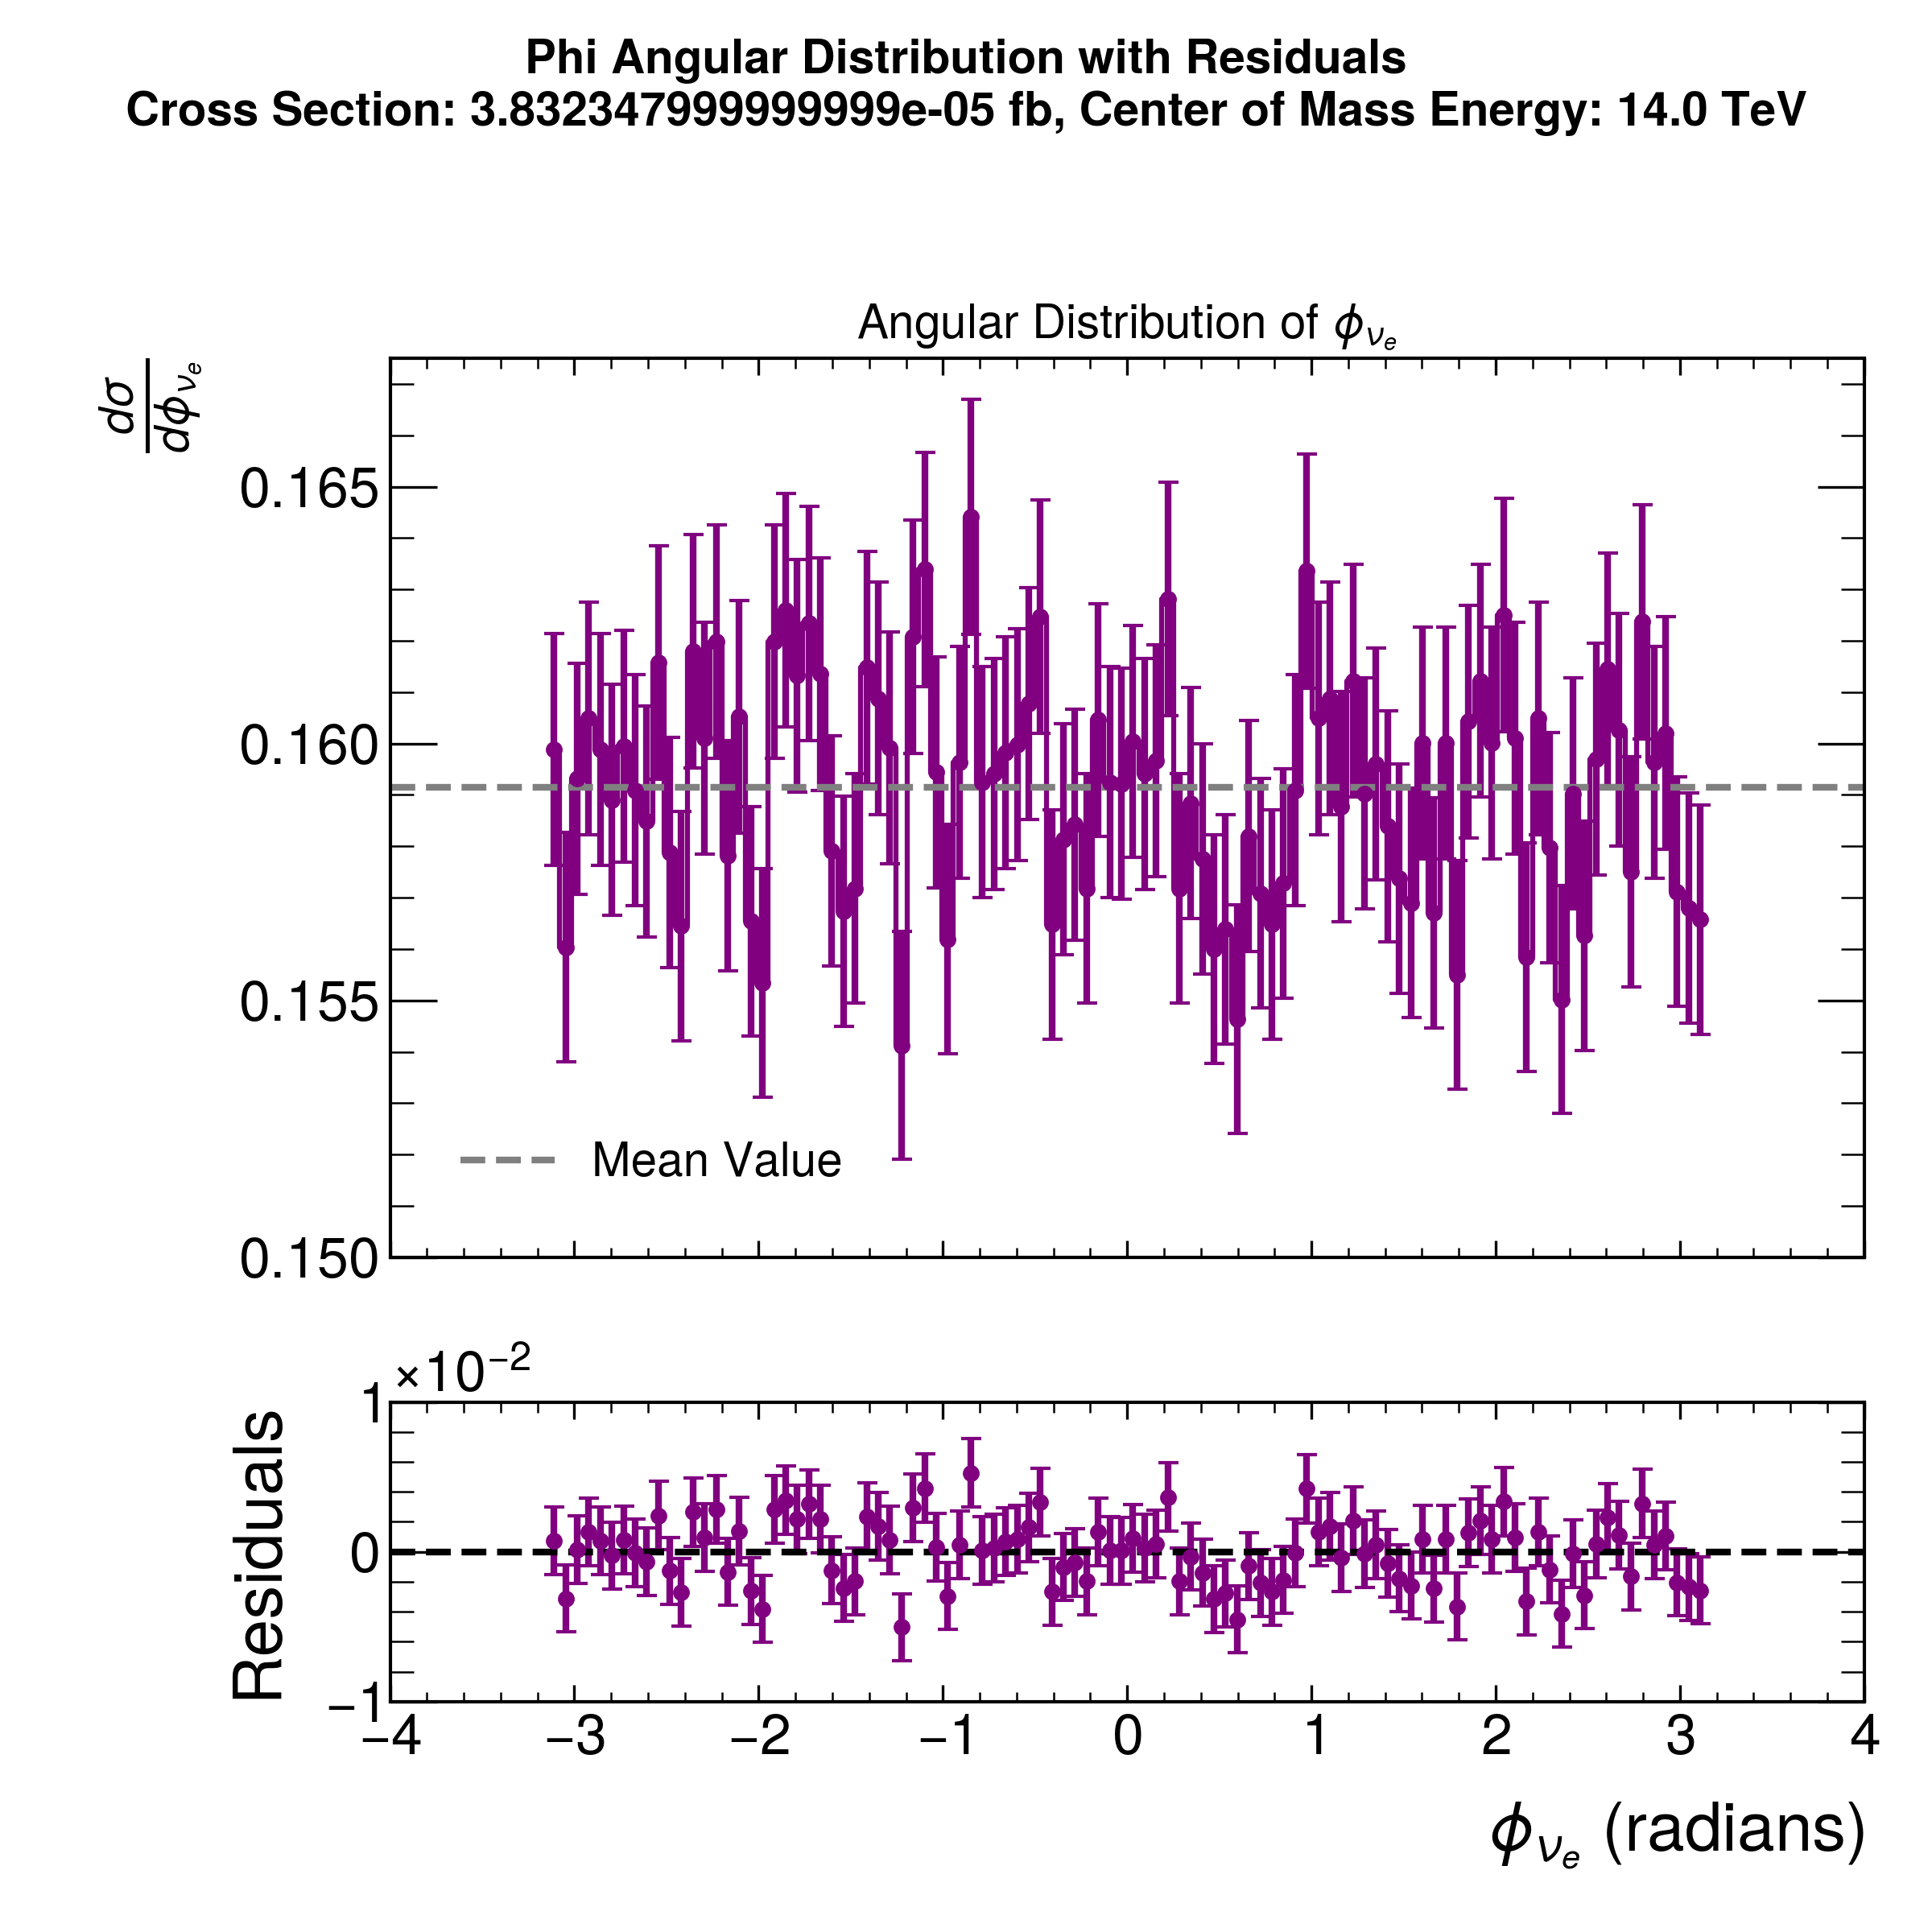 Phi Angular Distribution with Residuals
Cross Section: 3.8323479999999999e-05 fb, Center of Mass Energy: 14.0 TeV
Angular Distribution of ϕνₑ
dσ
dϕνₑ
0.165
0.160
0.155
0.150
Mean Value
×10⁻²
1
0
−1
Residuals
−4 −3 −2 −1 0 1 2 3 4
ϕνₑ (radians)